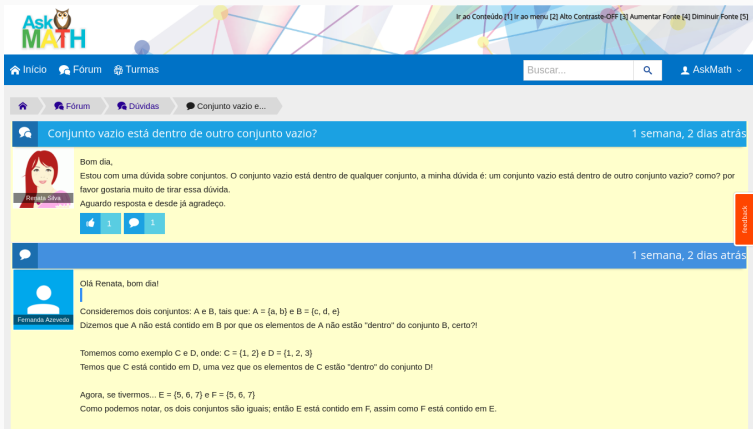 Ask
MATH
Ir ao Conteúdo [1] Ir ao menu [2] Alto Contraste-OFF [3] Aumentar Fonte [4] Diminuir Fonte [5]
Início Fórum Turmas Buscar... AskMath
Fórum Dúvidas Conjunto vazio e...
Conjunto vazio está dentro de outro conjunto vazio? 1 semana, 2 dias atrás
Bom dia,
Estou com uma dúvida sobre conjuntos. O conjunto vazio está dentro de qualquer conjunto, a minha dúvida é: um conjunto vazio está dentro de outro conjunto vazio? como? por
favor gostaria muito de tirar essa dúvida.
Renata Silva
Aguardo resposta e desde já agradeço.
1 1
Feedback
1 semana, 2 dias atrás
Olá Renata, bom dia!
Consideremos dois conjuntos: A e B, tais que: A = {a, b} e B = {c, d, e}
Fernanda Azevedo
Dizemos que A não está contido em B por que os elementos de A não estão "dentro" do conjunto B, certo?!
Tomemos como exemplo C e D, onde: C = {1, 2} e D = {1, 2, 3}
Temos que C está contido em D, uma vez que os elementos de C estão "dentro" do conjunto D!
Agora, se tivermos... E = {5, 6, 7} e F = {5, 6, 7}
Como podemos notar, os dois conjuntos são iguais; então E está contido em F, assim como F está contido em E.